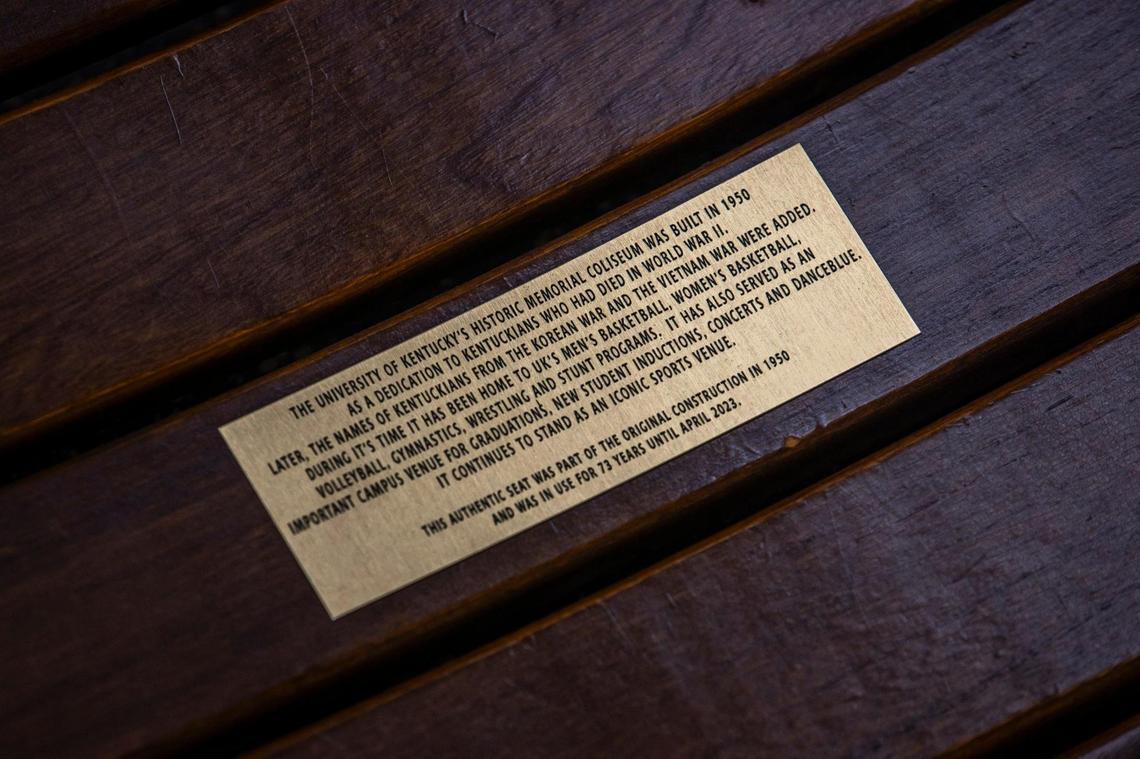 THE UNIVERSITY OF KENTUCKY'S HISTORIC MEMORIAL COLISEUM WAS BUILT IN 1950
AS A DEDICATION TO KENTUCKIANS WHO HAD DIED IN WORLD WAR II.
LATER, THE NAMES OF KENTUCKIANS FROM THE KOREAN WAR AND THE VIETNAM WAR WERE ADDED.
DURING IT'S TIME IT HAS BEEN HOME TO UK'S MEN'S BASKETBALL, WOMEN'S BASKETBALL,
VOLLEYBALL, GYMNASTICS, WRESTLING AND STUNT PROGRAMS. IT HAS ALSO SERVED AS AN
IMPORTANT CAMPUS VENUE FOR GRADUATIONS, NEW STUDENT INDUCTIONS, CONCERTS AND DANCEBLUE.
IT CONTINUES TO STAND AS AN ICONIC SPORTS VENUE.
THIS AUTHENTIC SEAT WAS PART OF THE ORIGINAL CONSTRUCTION IN 1950
AND WAS IN USE FOR 73 YEARS UNTIL APRIL 2023.